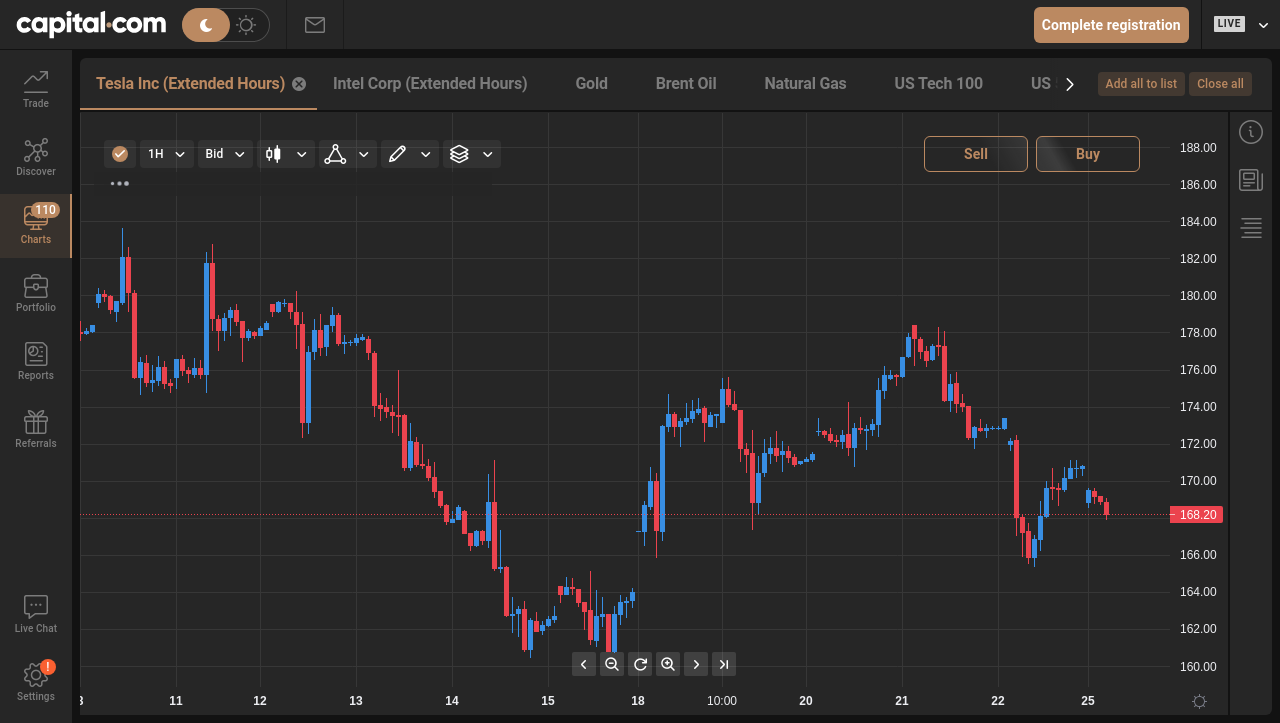 capital.com
Complete registration
LIVE
Trade
Discover
110
Charts
Portfolio
Reports
Referrals
Live Chat
!
Settings
Tesla Inc (Extended Hours)
Intel Corp (Extended Hours)
Gold
Brent Oil
Natural Gas
US Tech 100
US
Add all to list
Close all
1H
Bid
Sell
Buy
188.00
186.00
184.00
182.00
180.00
178.00
176.00
174.00
172.00
170.00
168.20
166.00
164.00
162.00
160.00
11
12
13
14
15
18
10:00
20
21
22
25